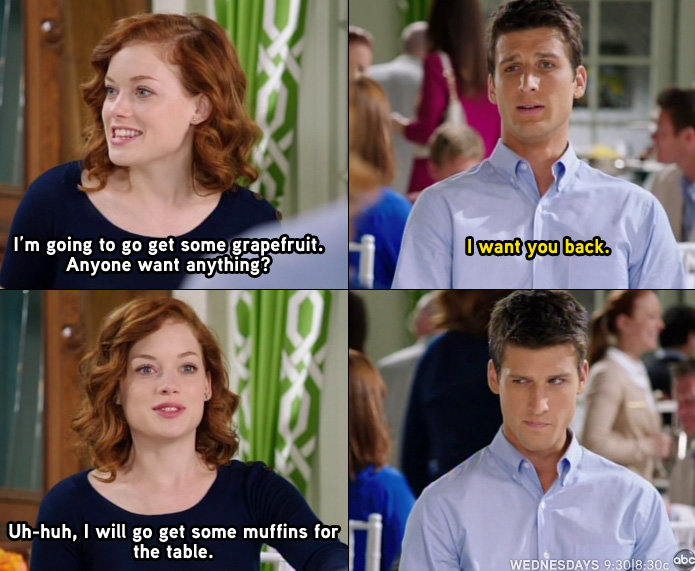 I'm going to go get some grapefruit.
Anyone want anything?
I want you back.
Uh-huh, I will go get some muffins for
the table.
WEDNESDAYS 9:30|8:30c abc